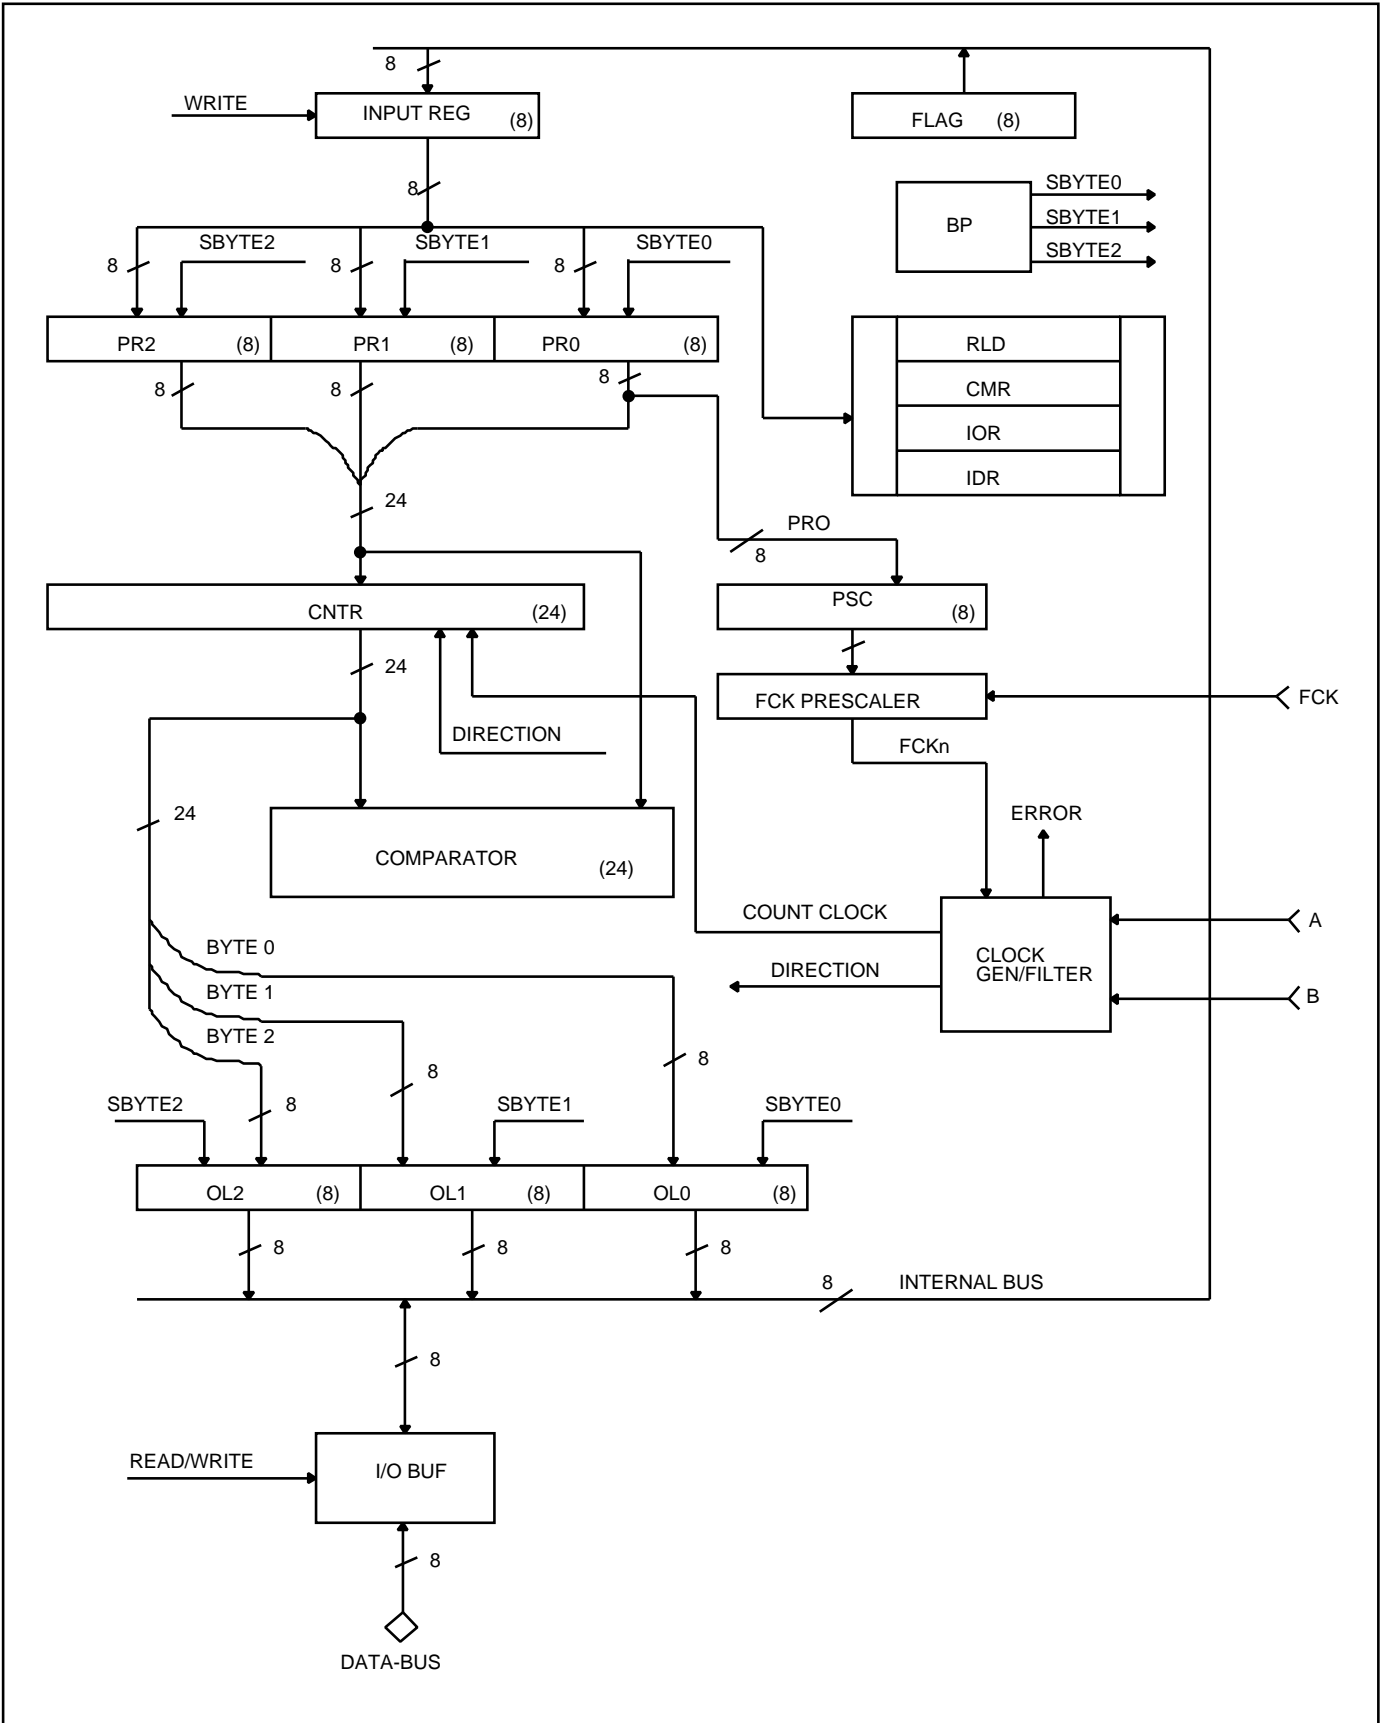 8
WRITE
INPUT REG (8)
FLAG (8)
8
SBYTE0
BP
SBYTE1
SBYTE2
SBYTE2
SBYTE1
SBYTE0
8
8
8
PR2 (8)
PR1 (8)
PR0 (8)
RLD
CMR
IOR
IDR
8
8
8
24
PRO
8
CNTR (24)
PSC (8)
24
FCK PRESCALER
FCK
DIRECTION
FCKn
24
ERROR
COMPARATOR (24)
COUNT CLOCK
A
CLOCK
GEN/FILTER
DIRECTION
B
BYTE 0
BYTE 1
BYTE 2
8
8
8
SBYTE2
SBYTE1
SBYTE0
OL2 (8)
OL1 (8)
OL0 (8)
8
8
8
8
INTERNAL BUS
8
READ/WRITE
I/O BUF
8
DATA-BUS